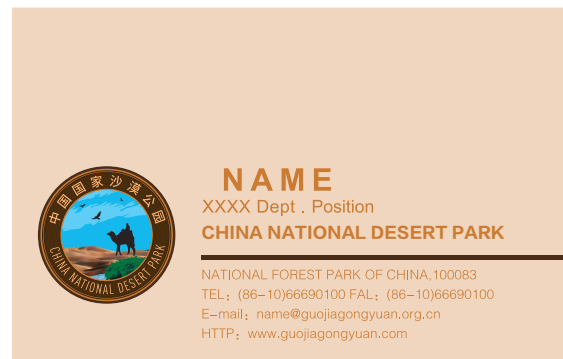 中国国家沙漠公园
CHINA NATIONAL DESERT PARK
NAME
XXXX Dept . Position
CHINA NATIONAL DESERT PARK
NATIONAL FOREST PARK OF CHINA,100083
TEL：(86-10)66690100 FAL：(86-10)66690100
E-mail：name@guojiagongyuan.org.cn
HTTP：www.guojiagongyuan.com